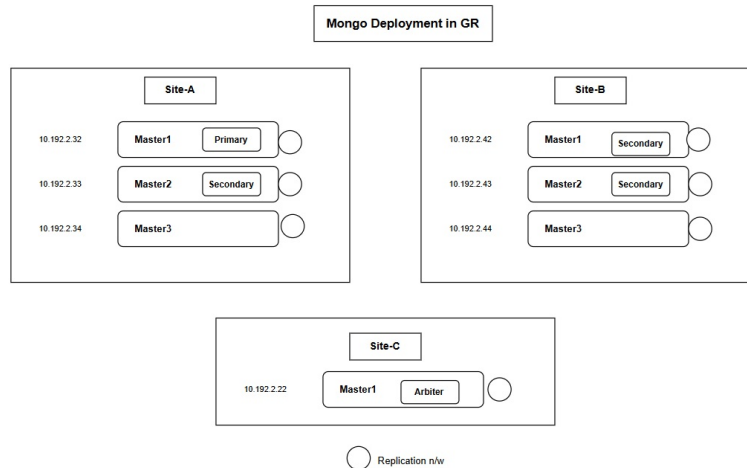 Mongo Deployment in GR
Site-A
10.192.2.32 Master1 Primary
10.192.2.33 Master2 Secondary
10.192.2.34 Master3
Site-B
10.192.2.42 Master1 Secondary
10.192.2.43 Master2 Secondary
10.192.2.44 Master3
Site-C
10.192.2.22 Master1 Arbiter
Replication n/w